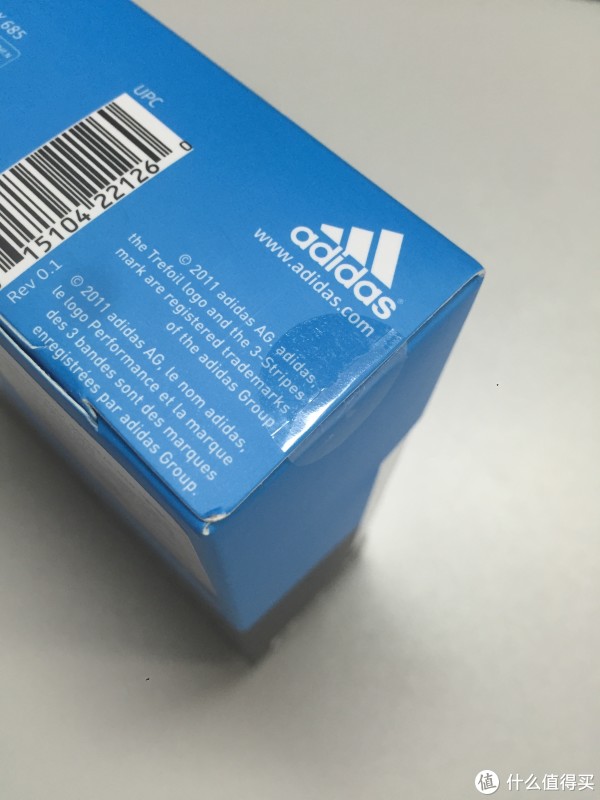 685
UPC
15104 22126 0
Rev 0.1
adidas®
www.adidas.com
© 2011 adidas AG. adidas,
the Trefoil logo and the 3-Stripes
mark are registered trademarks
of the adidas Group.
© 2011 adidas AG, le nom adidas,
le logo Performance et la marque
des 3 bandes sont des marques
enregistrées par adidas Group.
值 什么值得买